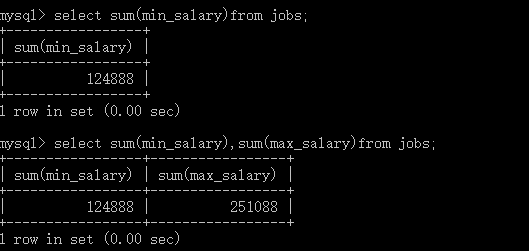 mysql> select sum(min_salary)from jobs;
+-----------------+
| sum(min_salary) |
+-----------------+
|          124888 |
+-----------------+
1 row in set (0.00 sec)
mysql> select sum(min_salary),sum(max_salary)from jobs;
+-----------------+-----------------+
| sum(min_salary) | sum(max_salary) |
+-----------------+-----------------+
|          124888 |          251088 |
+-----------------+-----------------+
1 row in set (0.00 sec)